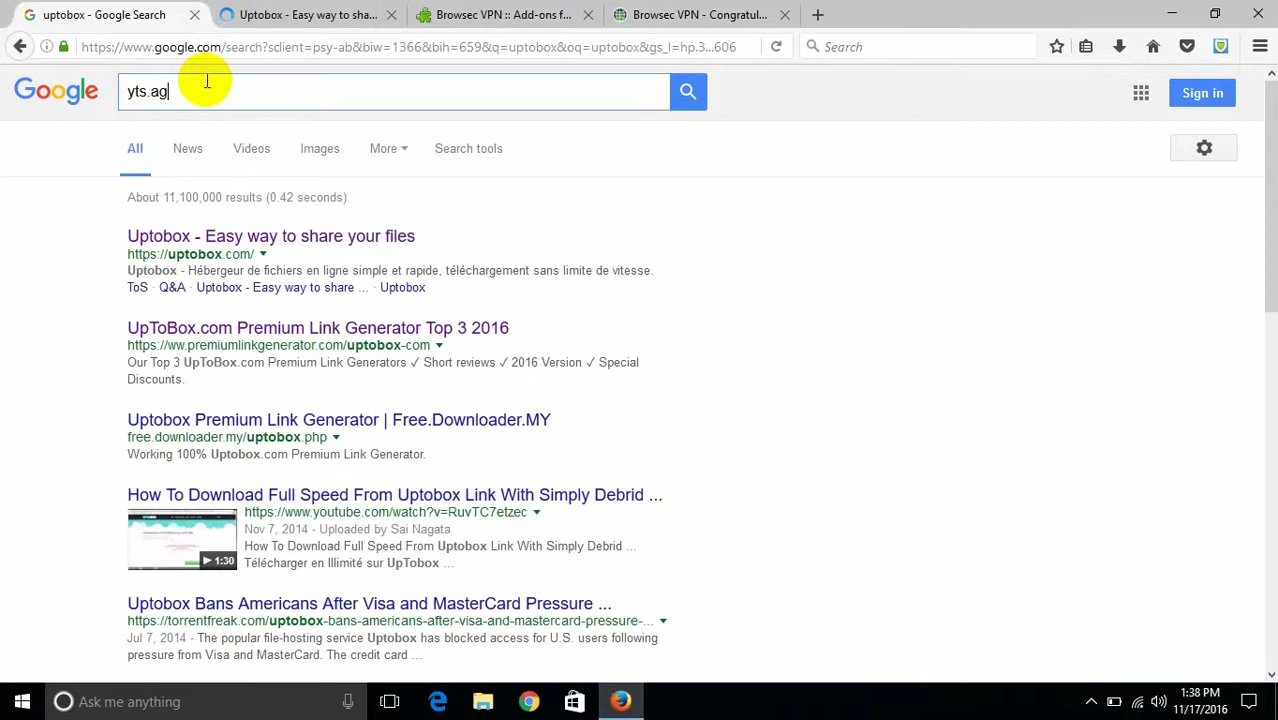 uptobox - Google Search
Uptobox - Easy way to sha...
Browsec VPN :: Add-ons f...
Browsec VPN - Congratul...
https://www.google.com/search?sclient=psy-ab&biw=1366&bih=659&q=uptobox&oq=uptobox&gs_l=hp.3...606
Search
Google
yts.ag
Sign in
All
News
Videos
Images
More
Search tools
About 11,100,000 results (0.42 seconds)
Uptobox - Easy way to share your files
https://uptobox.com/
Uptobox - Hébergeur de fichiers en ligne simple et rapide, téléchargement sans limite de vitesse.
ToS · Q&A · Uptobox - Easy way to share ... · Uptobox
UpToBox.com Premium Link Generator Top 3 2016
https://ww.premiumlinkgenerator.com/uptobox-com
Our Top 3 UpToBox.com Premium Link Generators ✓ Short reviews ✓ 2016 Version ✓ Special
Discounts.
Uptobox Premium Link Generator | Free.Downloader.MY
free.downloader.my/uptobox.php
Working 100% Uptobox.com Premium Link Generator.
How To Download Full Speed From Uptobox Link With Simply Debrid ...
https://www.youtube.com/watch?v=RuvTC7etzec
Nov 7, 2014 - Uploaded by Sai Nagata
How To Download Full Speed From Uptobox Link With Simply Debrid ...
Télécharger en Illimité sur UpTobox ...
1:30
Uptobox Bans Americans After Visa and MasterCard Pressure ...
https://torrentfreak.com/uptobox-bans-americans-after-visa-and-mastercard-pressure-...
Jul 7, 2014 - The popular file-hosting service Uptobox has blocked access for U.S. users following
pressure from Visa and MasterCard. The credit card ...
Ask me anything
1:38 PM
11/17/2016